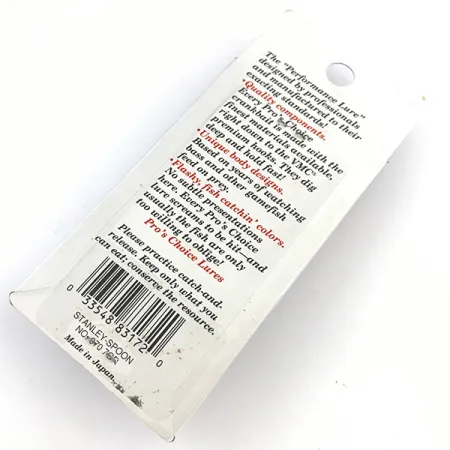 The "Performance Lure"
designed by professionals
and manufactured to their
exacting standards!
•Quality components.
Every Pro's Choice
crankbait is made with the
finest materials available.
right down to the TMC
premium hooks. They dig
deep and hold fast!
•Unique body designs.
Based on years of watching
bass and other gamefish
feed on prey.
•Flashy, fish catchin' colors.
No subtle presentations
here. Every Pro's Choice
lure screams to be hit—and
usually the fish are only
too willing to oblige!
Pro's Choice Lures
Please practice catch-and-
release. Keep only what you
can eat; conserve the resource.
0 33548 83172 0
STANLEY-SPOON
Made in Japan